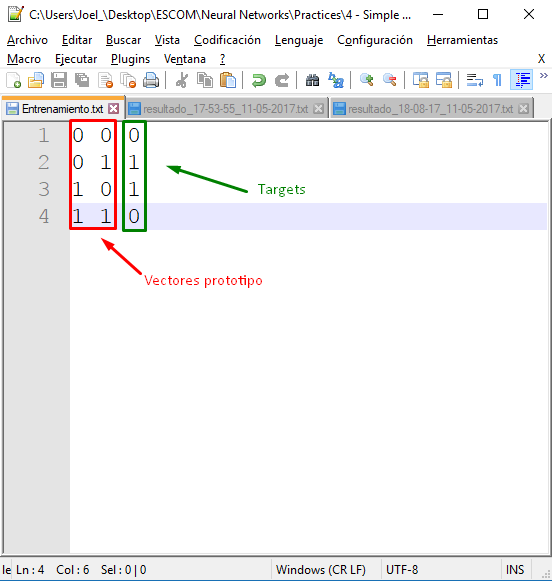 C:\Users\Joel_\Desktop\ESCOM\Neural Networks\Practices\4 - Simple ...
Archivo Editar Buscar Vista Codificación Lenguaje Configuración Herramientas
Macro Ejecutar Plugins Ventana ? X
Entrenamiento.txt resultado_17-53-55_11-05-2017.txt resultado_18-08-17_11-05-2017.txt
1 0 0 0
2 0 1 1
3 1 0 1
4 1 1 0
Targets
Vectores prototipo
le Ln : 4 Col : 6 Sel : 0 | 0 Windows (CR LF) UTF-8 INS